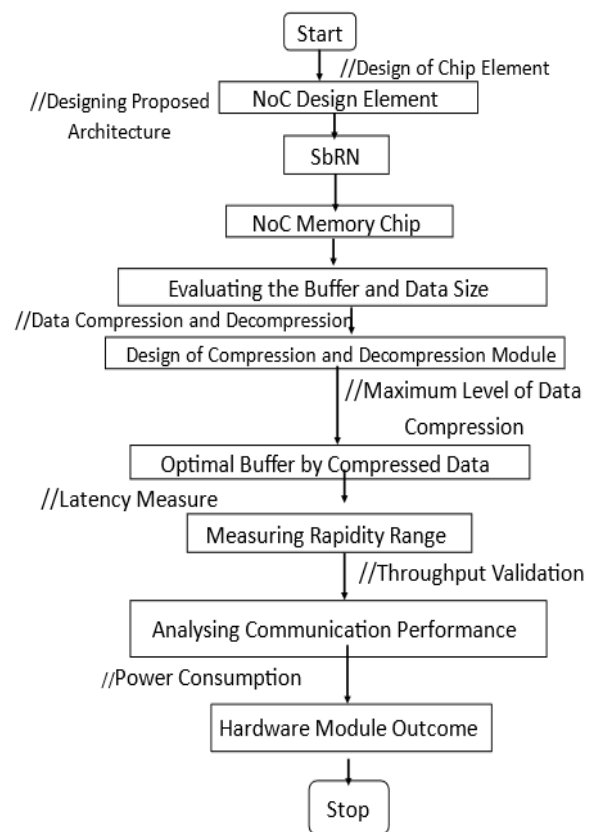 Start
//Design of Chip Element
NoC Design Element
//Designing Proposed
Architecture
SbRN
NoC Memory Chip
Evaluating the Buffer and Data Size
//Data Compression and Decompression
Design of Compression and Decompression Module
//Maximum Level of Data
Compression
Optimal Buffer by Compressed Data
//Latency Measure
Measuring Rapidity Range
//Throughput Validation
Analysing Communication Performance
//Power Consumption
Hardware Module Outcome
Stop